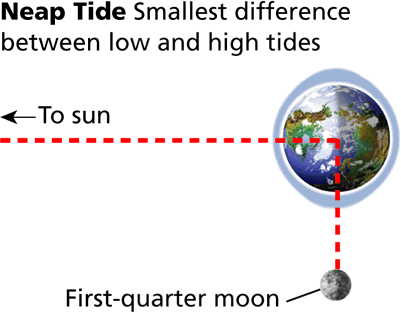 Neap Tide Smallest difference
between low and high tides
To sun
First-quarter moon